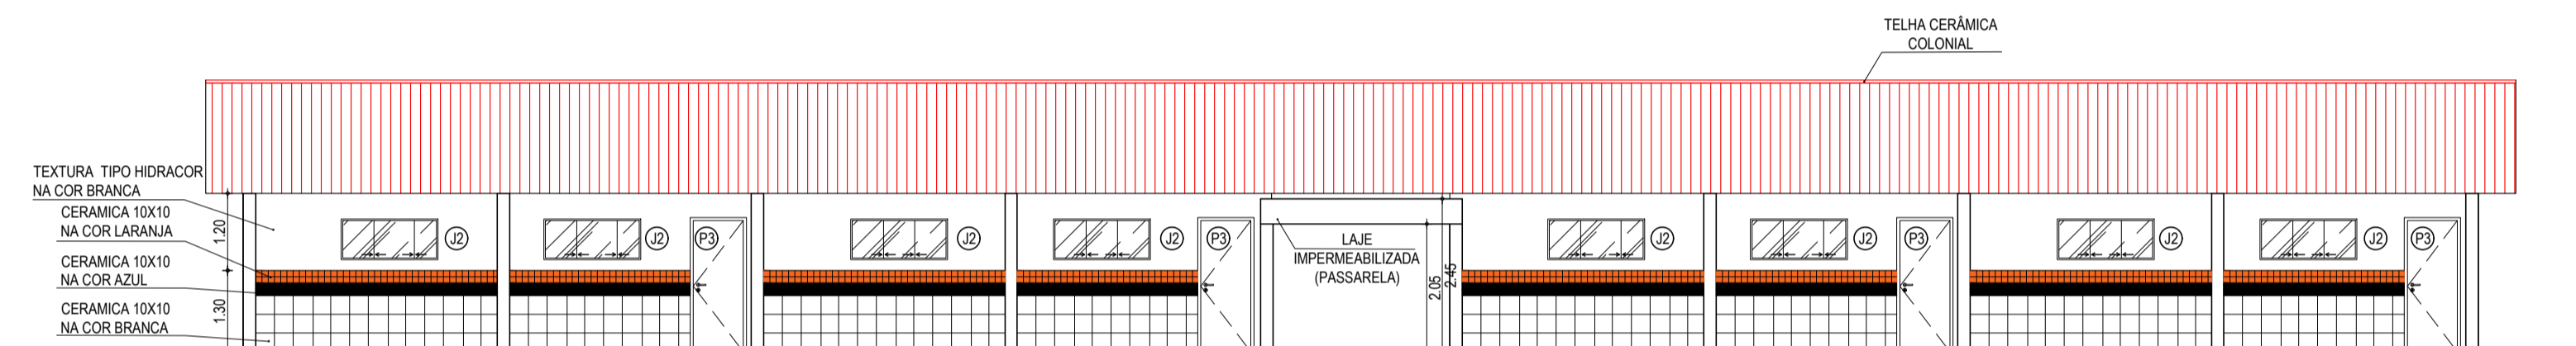 TELHA CERÂMICA
COLONIAL
TEXTURA TIPO HIDRACOR
NA COR BRANCA
CERAMICA 10X10
NA COR LARANJA
CERAMICA 10X10
NA COR AZUL
CERAMICA 10X10
NA COR BRANCA
1.20
1.30
J2
J2
P3
J2
J2
P3
LAJE
IMPERMEABILIZADA
(PASSARELA)
2.05
2.45
J2
J2
P3
J2
J2
P3